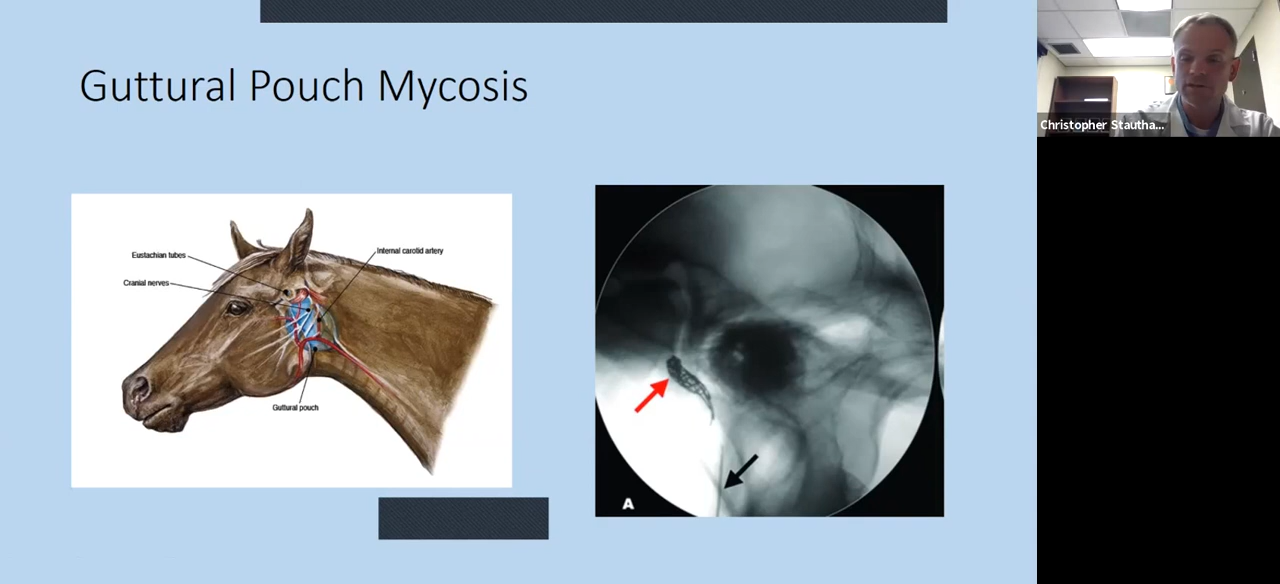 Guttural Pouch Mycosis
Christopher Stautha...
Eustachian tubes
Internal carotid artery
Cranial nerves
Guttural pouch
A